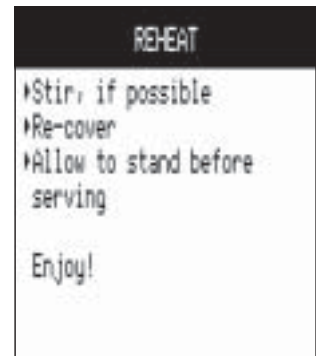 REHEAT
▶Stir, if possible
▶Re-cover
▶Allow to stand before
serving
Enjoy!